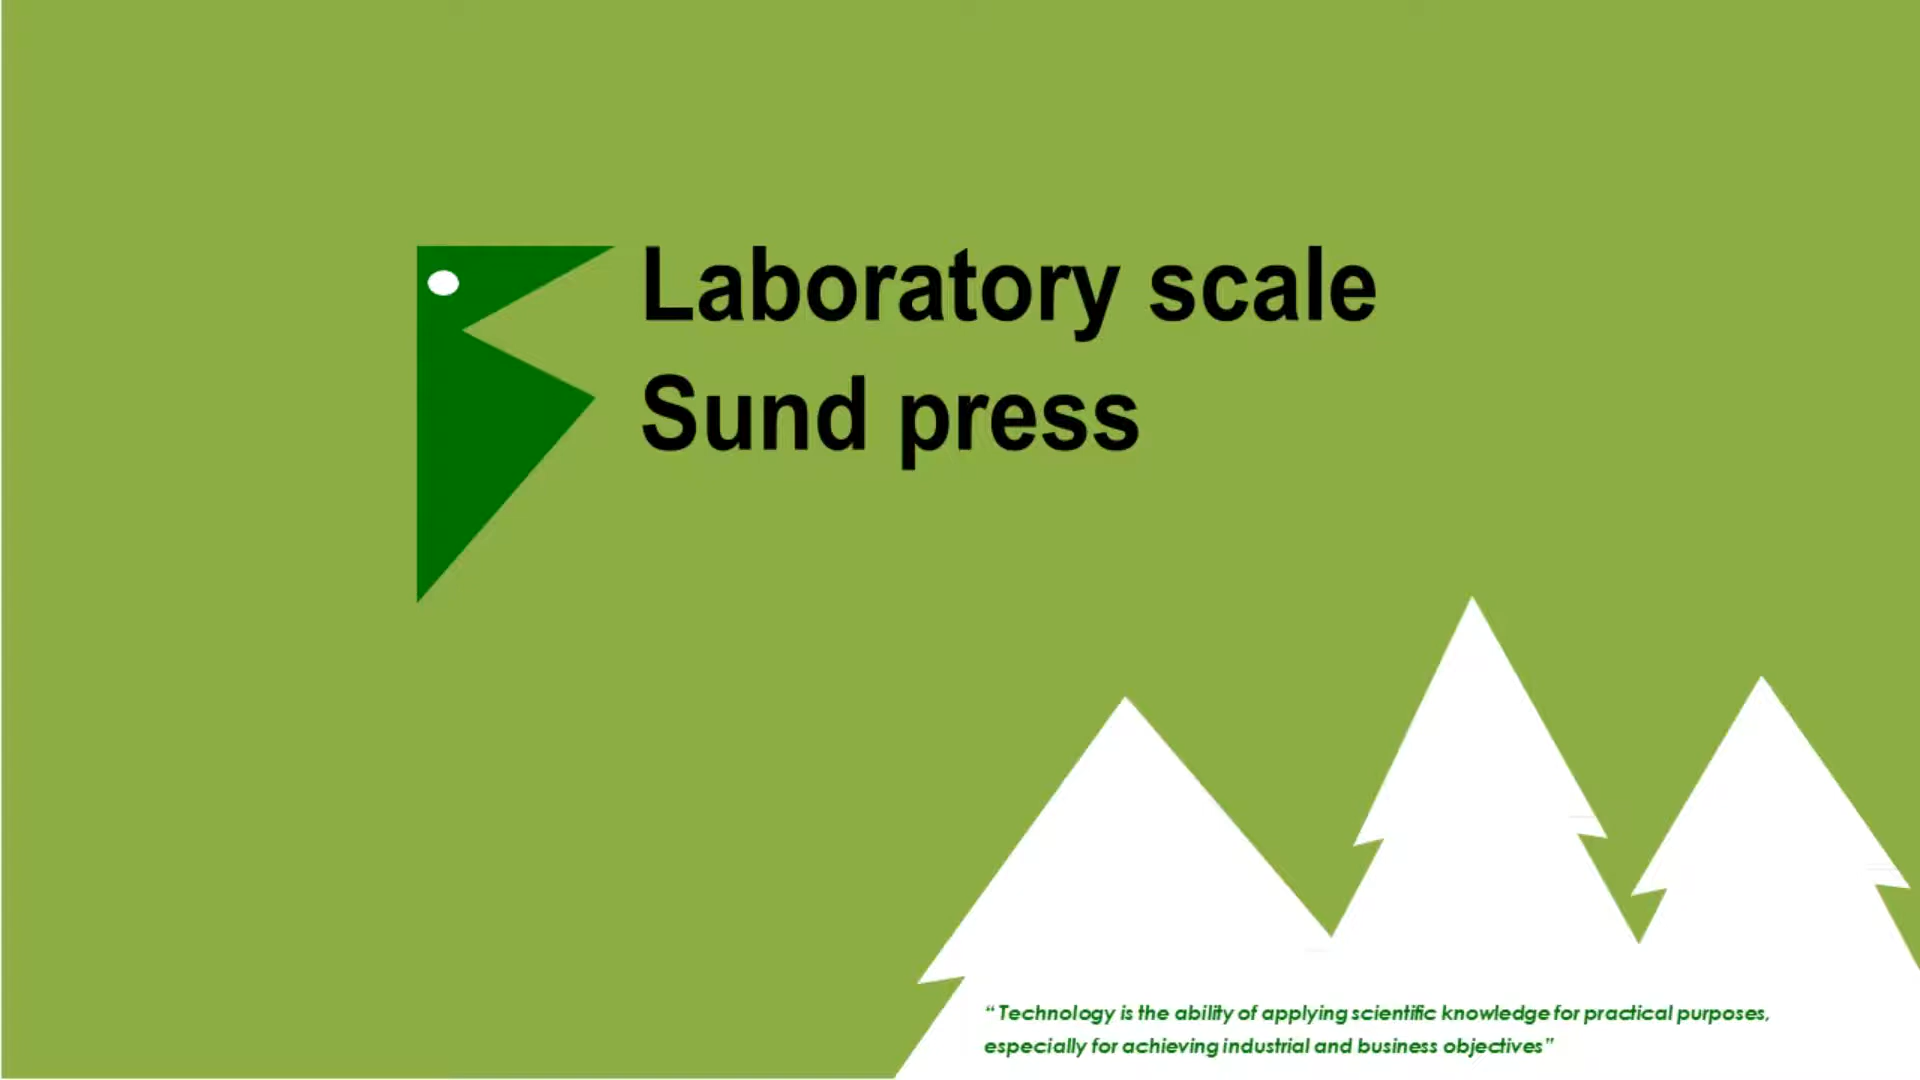 Laboratory scale
Sund press
“ Technology is the ability of applying scientific knowledge for practical purposes,
especially for achieving industrial and business objectives”